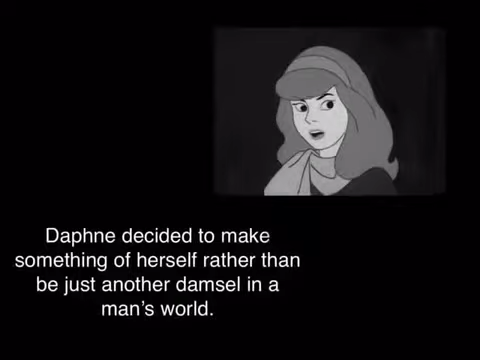 Daphne decided to make
something of herself rather than
be just another damsel in a
man’s world.